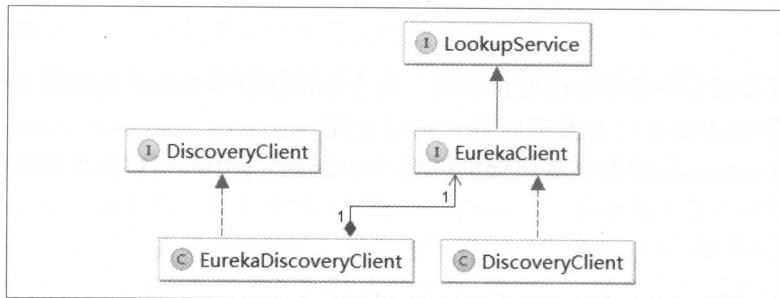 I LookupService
I DiscoveryClient
I EurekaClient
1
1
C EurekaDiscoveryClient
C DiscoveryClient